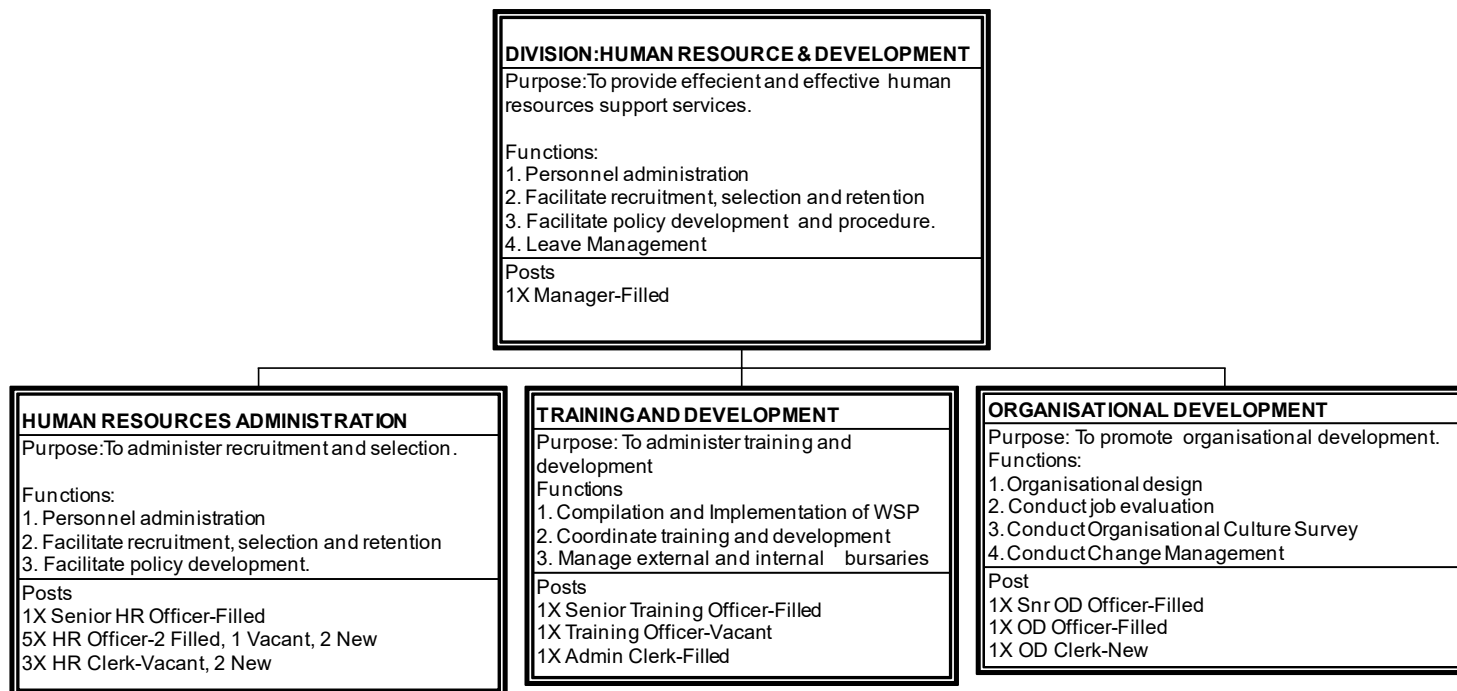 DIVISION:HUMAN RESOURCE & DEVELOPMENT
Purpose:To provide effecient and effective human
resources support services.
Functions:
1. Personnel administration
2. Facilitate recruitment, selection and retention
3. Facilitate policy development and procedure.
4. Leave Management
Posts
1X Manager-Filled
HUMAN RESOURCES ADMINISTRATION
Purpose:To administer recruitment and selection.
Functions:
1. Personnel administration
2. Facilitate recruitment, selection and retention
3. Facilitate policy development.
Posts
1X Senior HR Officer-Filled
5X HR Officer-2 Filled, 1 Vacant, 2 New
3X HR Clerk-Vacant, 2 New
TRAINING AND DEVELOPMENT
Purpose: To administer training and
development
Functions
1. Compilation and Implementation of WSP
2. Coordinate training and development
3. Manage external and internal bursaries
Posts
1X Senior Training Officer-Filled
1X Training Officer-Vacant
1X Admin Clerk-Filled
ORGANISATIONAL DEVELOPMENT
Purpose: To promote organisational development.
Functions:
1. Organisational design
2. Conduct job evaluation
3. Conduct Organisational Culture Survey
4. Conduct Change Management
Post
1X Snr OD Officer-Filled
1X OD Officer-Filled
1X OD Clerk-New